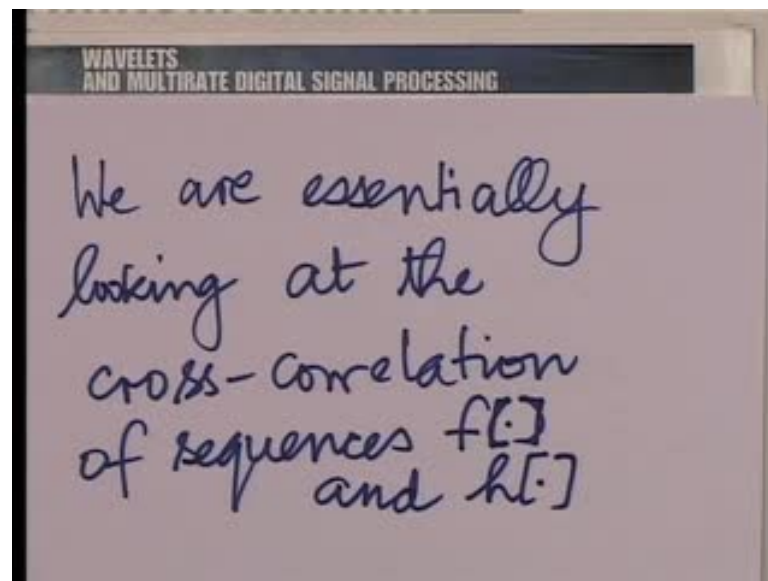 WAVELETS
AND MULTIRATE DIGITAL SIGNAL PROCESSING
We are essentially
looking at the
cross-correlation
of sequences f[·]
and h[·]